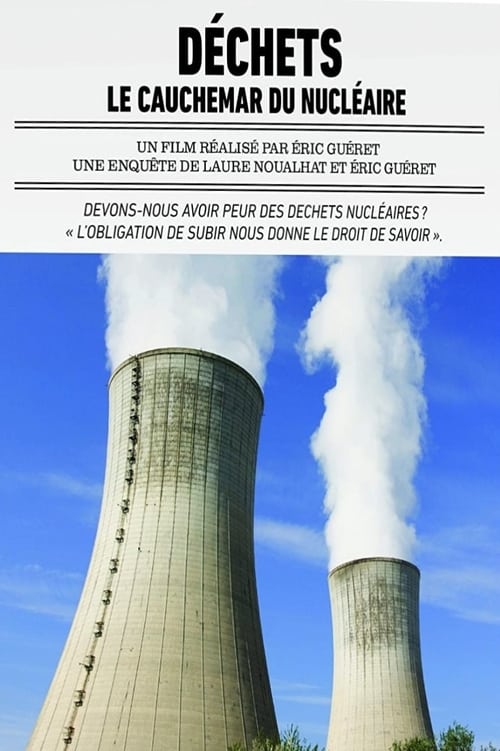 DÉCHETS
LE CAUCHEMAR DU NUCLÉAIRE
UN FILM RÉALISÉ PAR ÉRIC GUÉRET
UNE ENQUÊTE DE LAURE NOUALHAT ET ÉRIC GUÉRET
DEVONS-NOUS AVOIR PEUR DES DECHETS NUCLÉAIRES ?
« L'OBLIGATION DE SUBIR NOUS DONNE LE DROIT DE SAVOIR ».